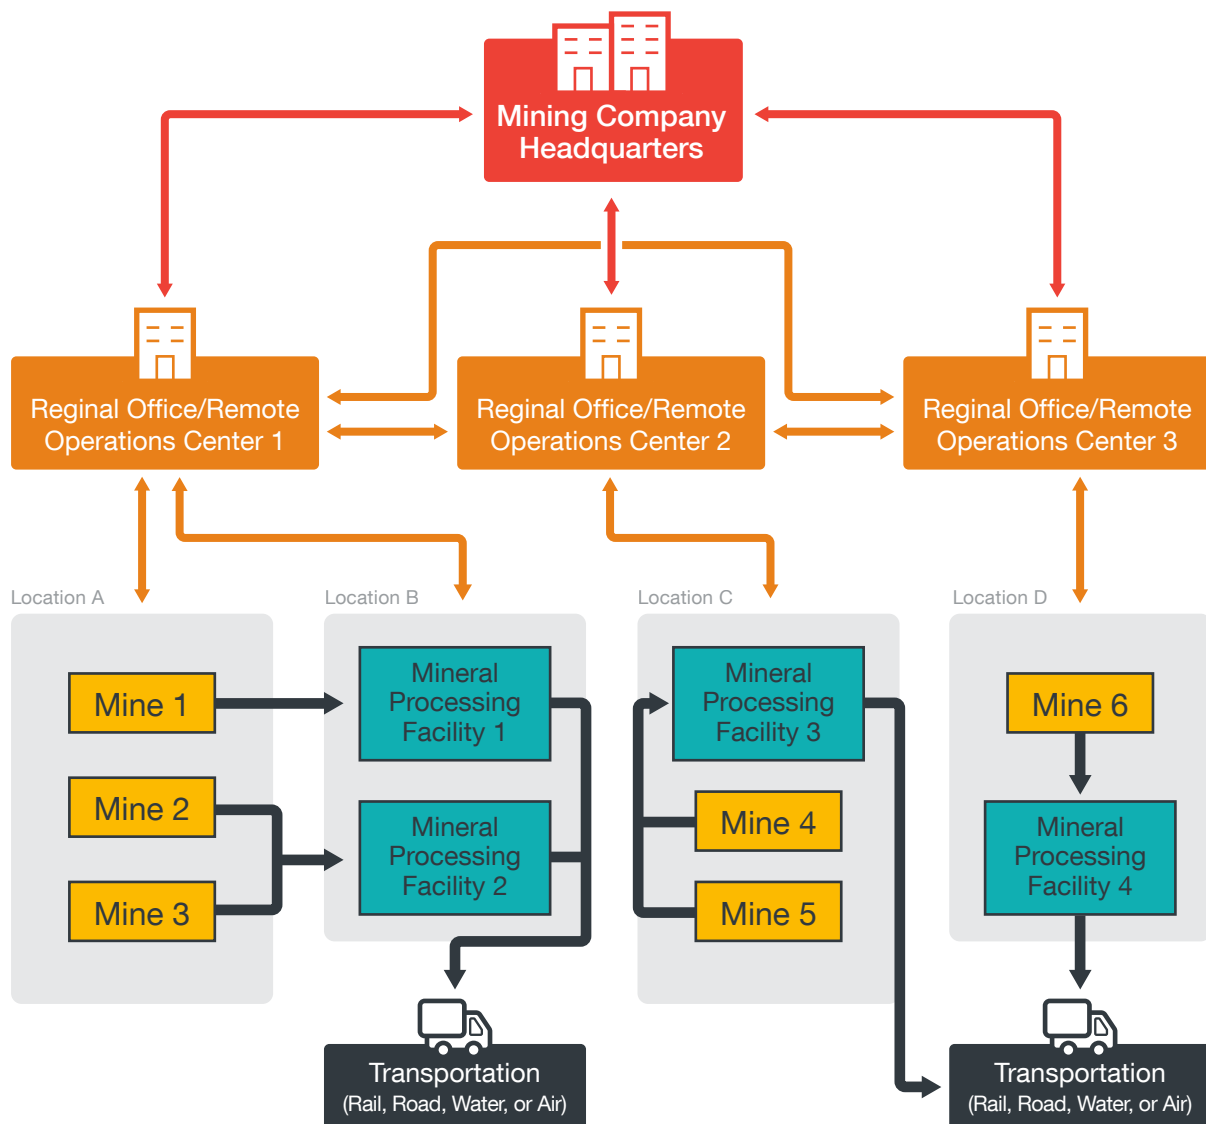 Mining Company
Headquarters
Reginal Office/Remote
Operations Center 1
Reginal Office/Remote
Operations Center 2
Reginal Office/Remote
Operations Center 3
Location A
Location B
Location C
Location D
Mine 1
Mine 2
Mine 3
Mineral
Processing
Facility 1
Mineral
Processing
Facility 2
Mineral
Processing
Facility 3
Mine 4
Mine 5
Mine 6
Mineral
Processing
Facility 4
Transportation
(Rail, Road, Water, or Air)
Transportation
(Rail, Road, Water, or Air)